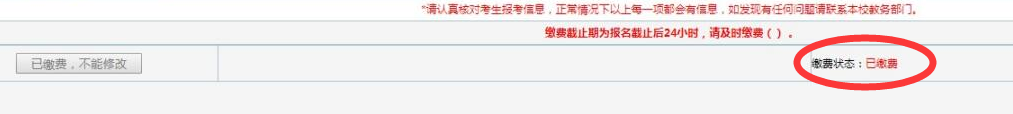 *请认真核对考生报考信息，正常情况下以上每一项都会有信息，如发现有任何问题请联系本校教务部门。
缴费截止期为报名截止后24小时，请及时缴费（ ）。
已缴费，不能修改 缴费状态：已缴费